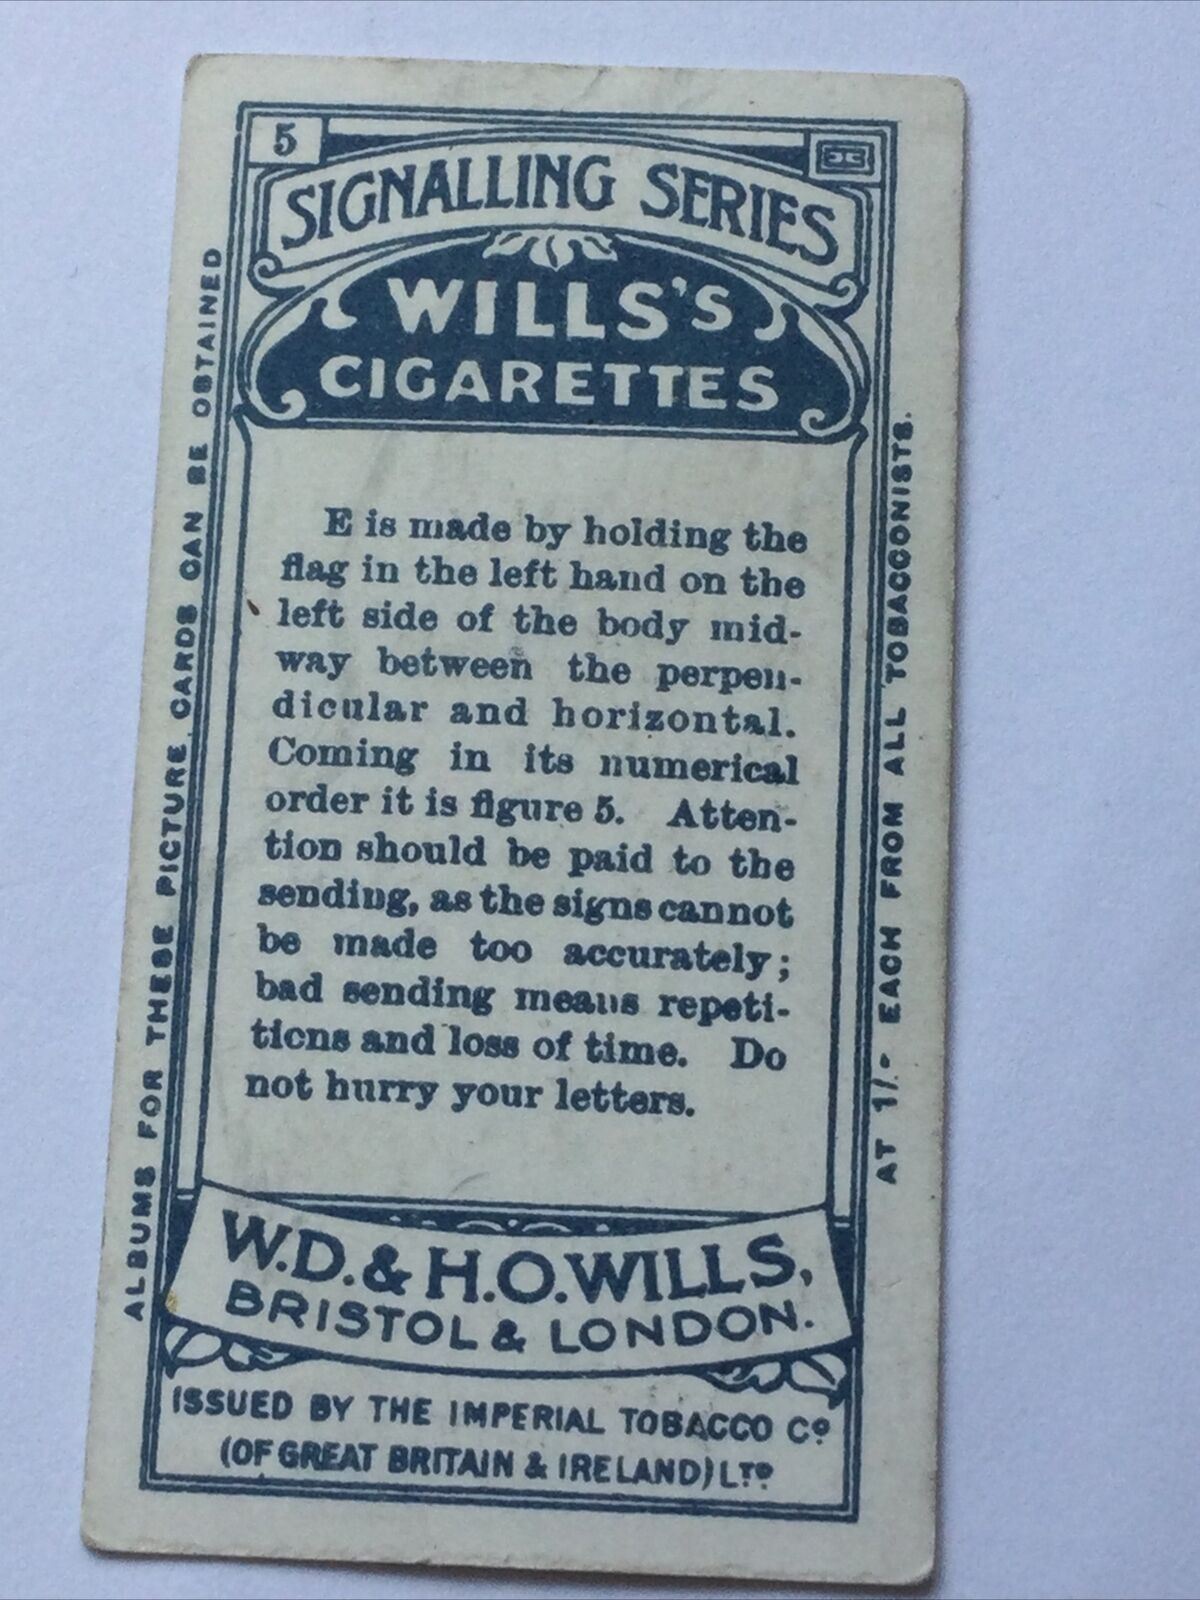 5
SIGNALLING SERIES
WILLS'S
CIGARETTES
E is made by holding the
flag in the left hand on the
left side of the body mid-
way between the perpen-
dicular and horizontal.
Coming in its numerical
order it is figure 5. Atten-
tion should be paid to the
sending, as the signs cannot
be made too accurately;
bad sending means repeti-
tions and loss of time. Do
not hurry your letters.
W.D. & H.O. WILLS,
BRISTOL & LONDON.
ISSUED BY THE IMPERIAL TOBACCO Cº
(OF GREAT BRITAIN & IRELAND) LTD
ALBUMS FOR THESE PICTURE CARDS CAN BE OBTAINED
AT 1/- EACH FROM ALL TOBACCONISTS.